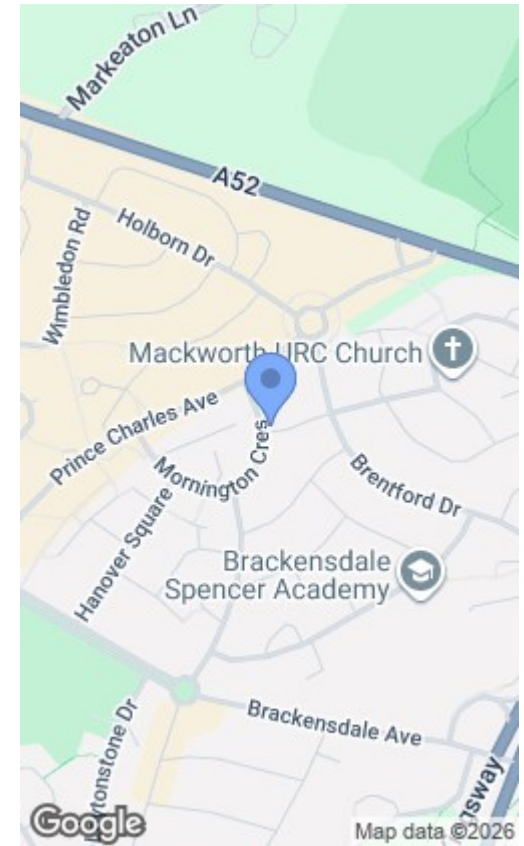 Markeaton Ln
A52
Holborn Dr
Wimbledon Rd
Mackworth URC Church
Prince Charles Ave
Mornington Cres
Brentford Dr
Hanover Square
Brackensdale
Spencer Academy
Brackensdale Ave
Google
Map data ©2026